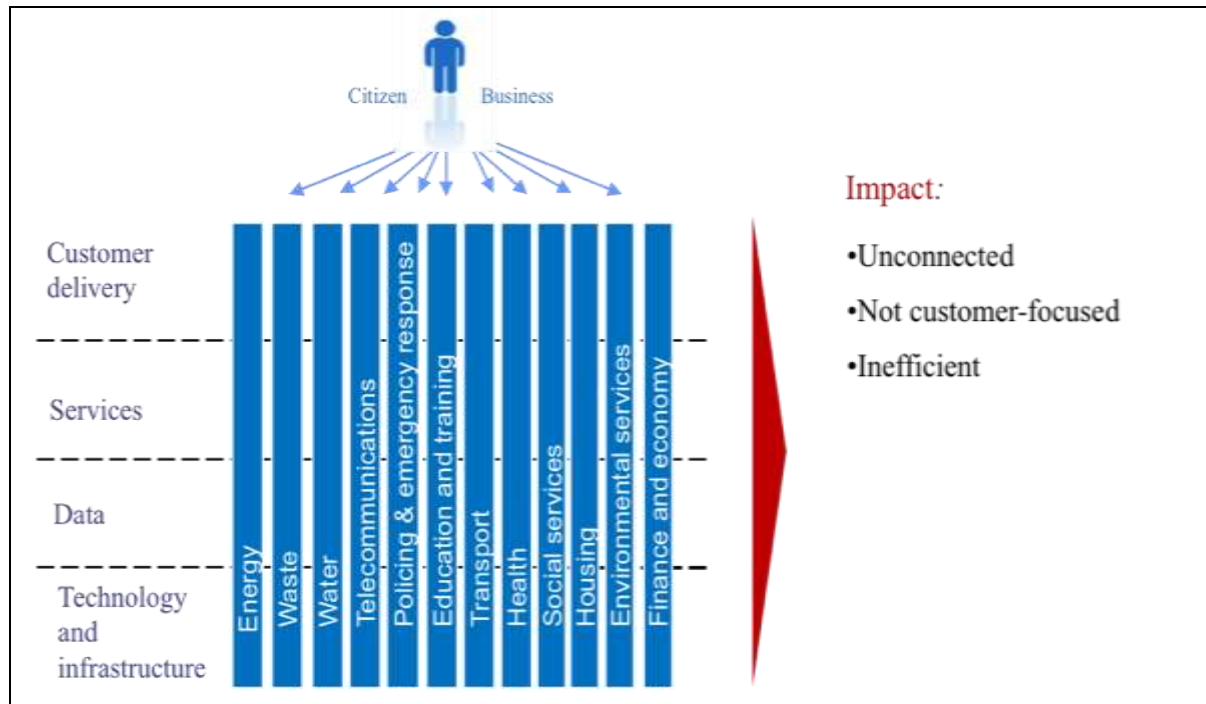 Citizen
Business
Impact:
•Unconnected
•Not customer-focused
•Inefficient
Customer
delivery
Services
Data
Technology
and
infrastructure
Energy
Waste
Water
Telecommunications
Policing & emergency response
Education and training
Transport
Health
Social services
Housing
Environmental services
Finance and economy